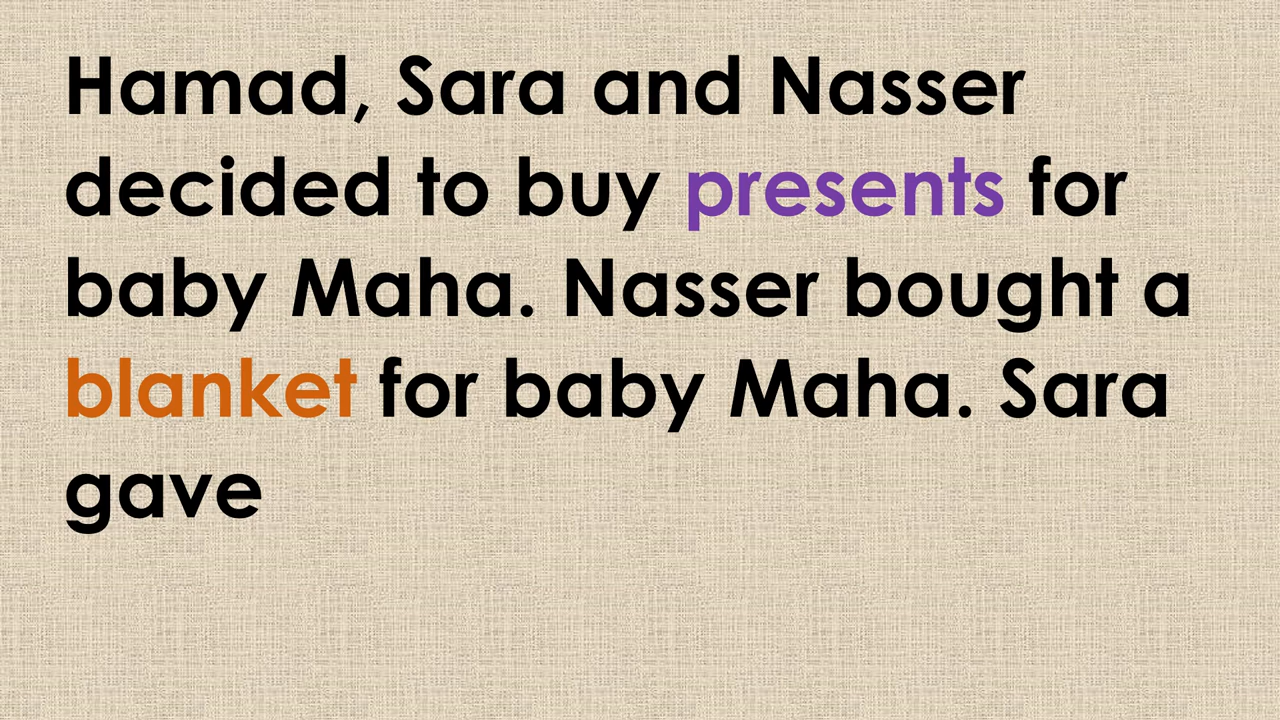 Hamad, Sara and Nasser
decided to buy presents for
baby Maha. Nasser bought a
blanket for baby Maha. Sara
gave